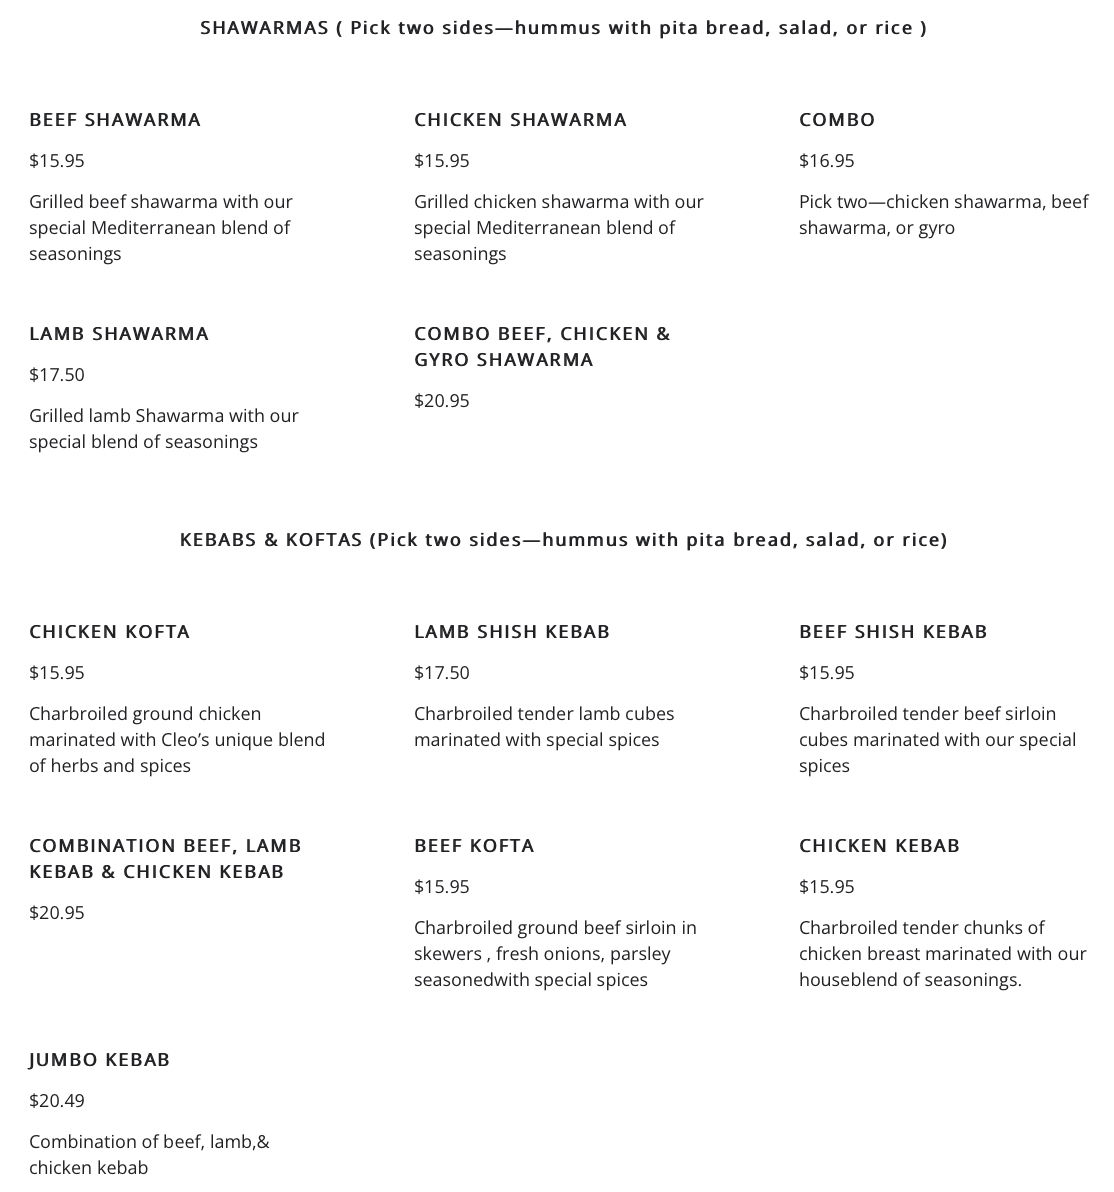 SHAWARMAS ( Pick two sides—hummus with pita bread, salad, or rice )
BEEF SHAWARMA
$15.95
Grilled beef shawarma with our
special Mediterranean blend of
seasonings
CHICKEN SHAWARMA
$15.95
Grilled chicken shawarma with our
special Mediterranean blend of
seasonings
COMBO
$16.95
Pick two—chicken shawarma, beef
shawarma, or gyro
LAMB SHAWARMA
$17.50
Grilled lamb Shawarma with our
special blend of seasonings
COMBO BEEF, CHICKEN &
GYRO SHAWARMA
$20.95
KEBABS & KOFTAS (Pick two sides—hummus with pita bread, salad, or rice)
CHICKEN KOFTA
$15.95
Charbroiled ground chicken
marinated with Cleo’s unique blend
of herbs and spices
LAMB SHISH KEBAB
$17.50
Charbroiled tender lamb cubes
marinated with special spices
BEEF SHISH KEBAB
$15.95
Charbroiled tender beef sirloin
cubes marinated with our special
spices
COMBINATION BEEF, LAMB
KEBAB & CHICKEN KEBAB
$20.95
BEEF KOFTA
$15.95
Charbroiled ground beef sirloin in
skewers , fresh onions, parsley
seasonedwith special spices
CHICKEN KEBAB
$15.95
Charbroiled tender chunks of
chicken breast marinated with our
houseblend of seasonings.
JUMBO KEBAB
$20.49
Combination of beef, lamb,&
chicken kebab